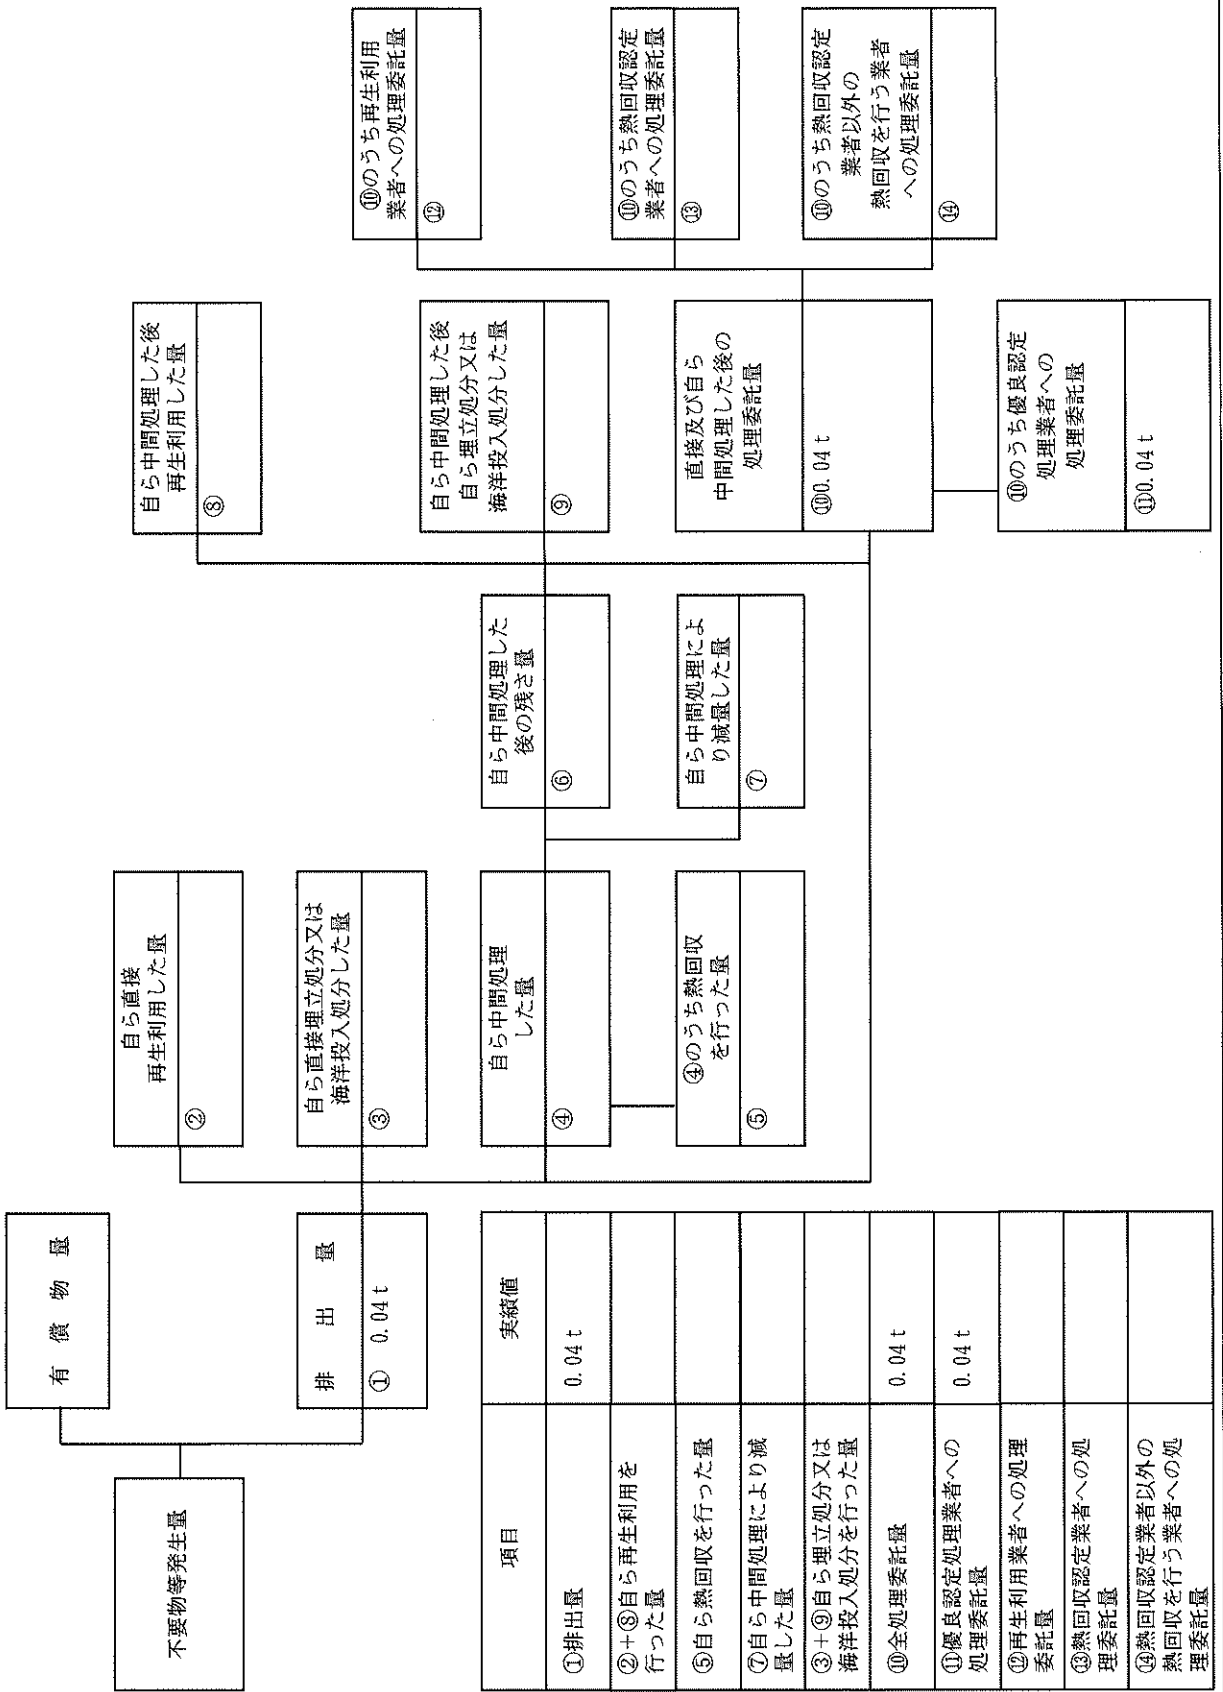 不要物等発生量
有償物量
排出量
① 0.04t
自ら直接
再生利用した量
②
自ら直接埋立処分又は
海洋投入処分した量
③
自ら中間処理
した量
④
④のうち熱回収
を行った量
⑤
自ら中間処理した
後の残さ量
⑥
自ら中間処理によ
り減量した量
⑦
自ら中間処理した後
再生利用した量
⑧
自ら中間処理した後
自ら埋立処分又は
海洋投入処分した量
⑨
直接及び自ら
中間処理した後の
処理委託量
⑩0.04t
⑩のうち優良認定
処理業者への
処理委託量
⑪0.04t
⑩のうち再生利用
業者への処理委託量
⑫
⑩のうち熱回収認定
業者への処理委託量
⑬
⑩のうち熱回収認定
業者以外の
熱回収を行う業者
への処理委託量
⑭
項目 実績値
①排出量 0.04t
②+⑧自ら再生利用を
行った量
⑤自ら熱回収を行った量
⑦自ら中間処理により減
量した量
③+⑨自ら埋立処分又は
海洋投入処分を行った量
⑩全処理委託量 0.04t
⑪優良認定処理業者への
処理委託量 0.04t
⑫再生利用業者への処理
委託量
⑬熱回収認定業者への処
理委託量
⑭熱回収認定業者以外の
熱回収を行う業者への処
理委託量